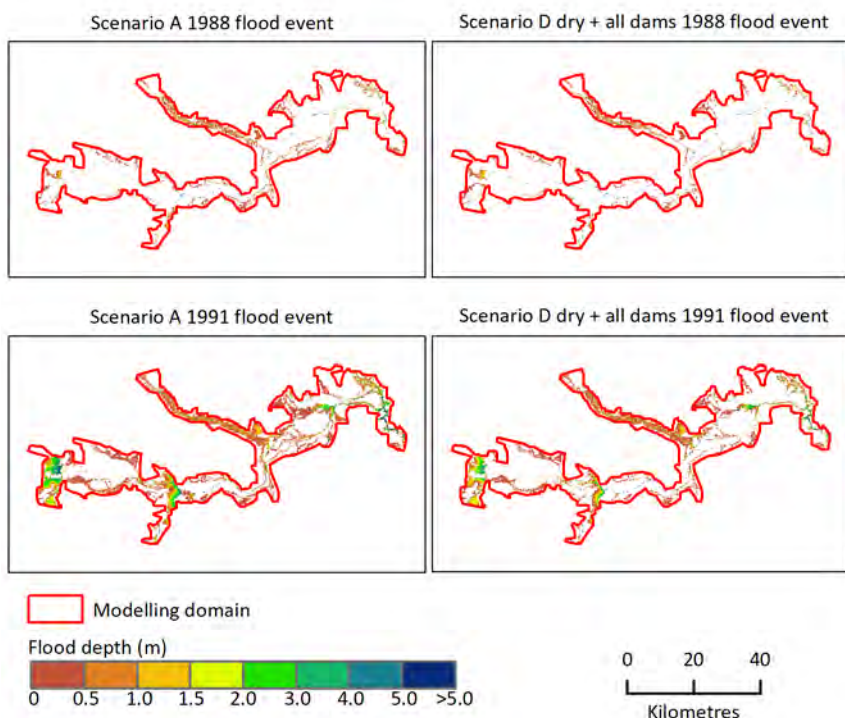 Scenario A 1988 flood event
Scenario D dry + all dams 1988 flood event
Scenario A 1991 flood event
Scenario D dry + all dams 1991 flood event
Modelling domain
Flood depth (m)
0 0.5 1.0 1.5 2.0 3.0 4.0 5.0 >5.0
0 20 40
Kilometres